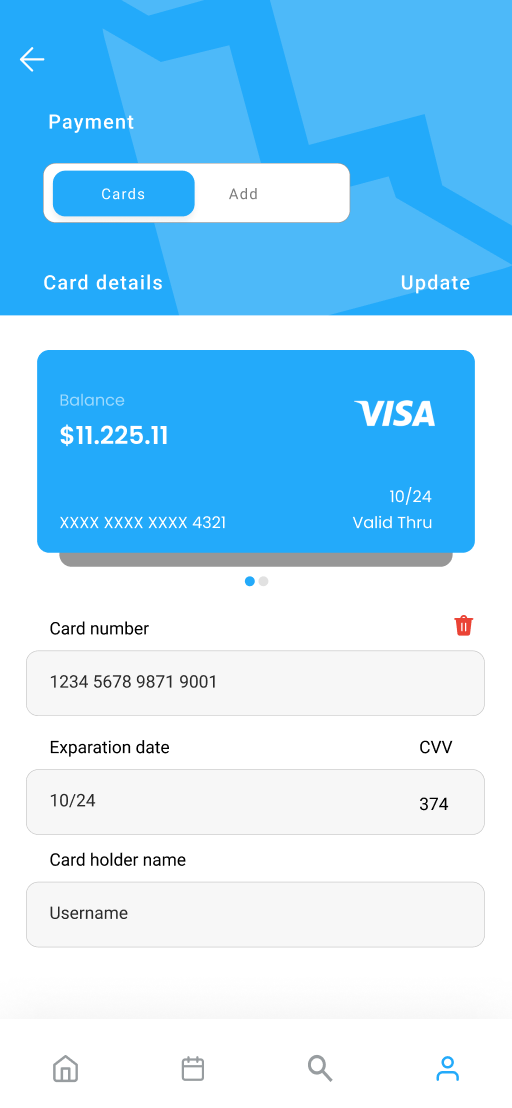 Payment
Cards
Add
Card details
Update
Balance
$11.225.11
VISA
10/24
XXXX XXXX XXXX 4321
Valid Thru
Card number
1234 5678 9871 9001
Exparation date
CVV
10/24
374
Card holder name
Username